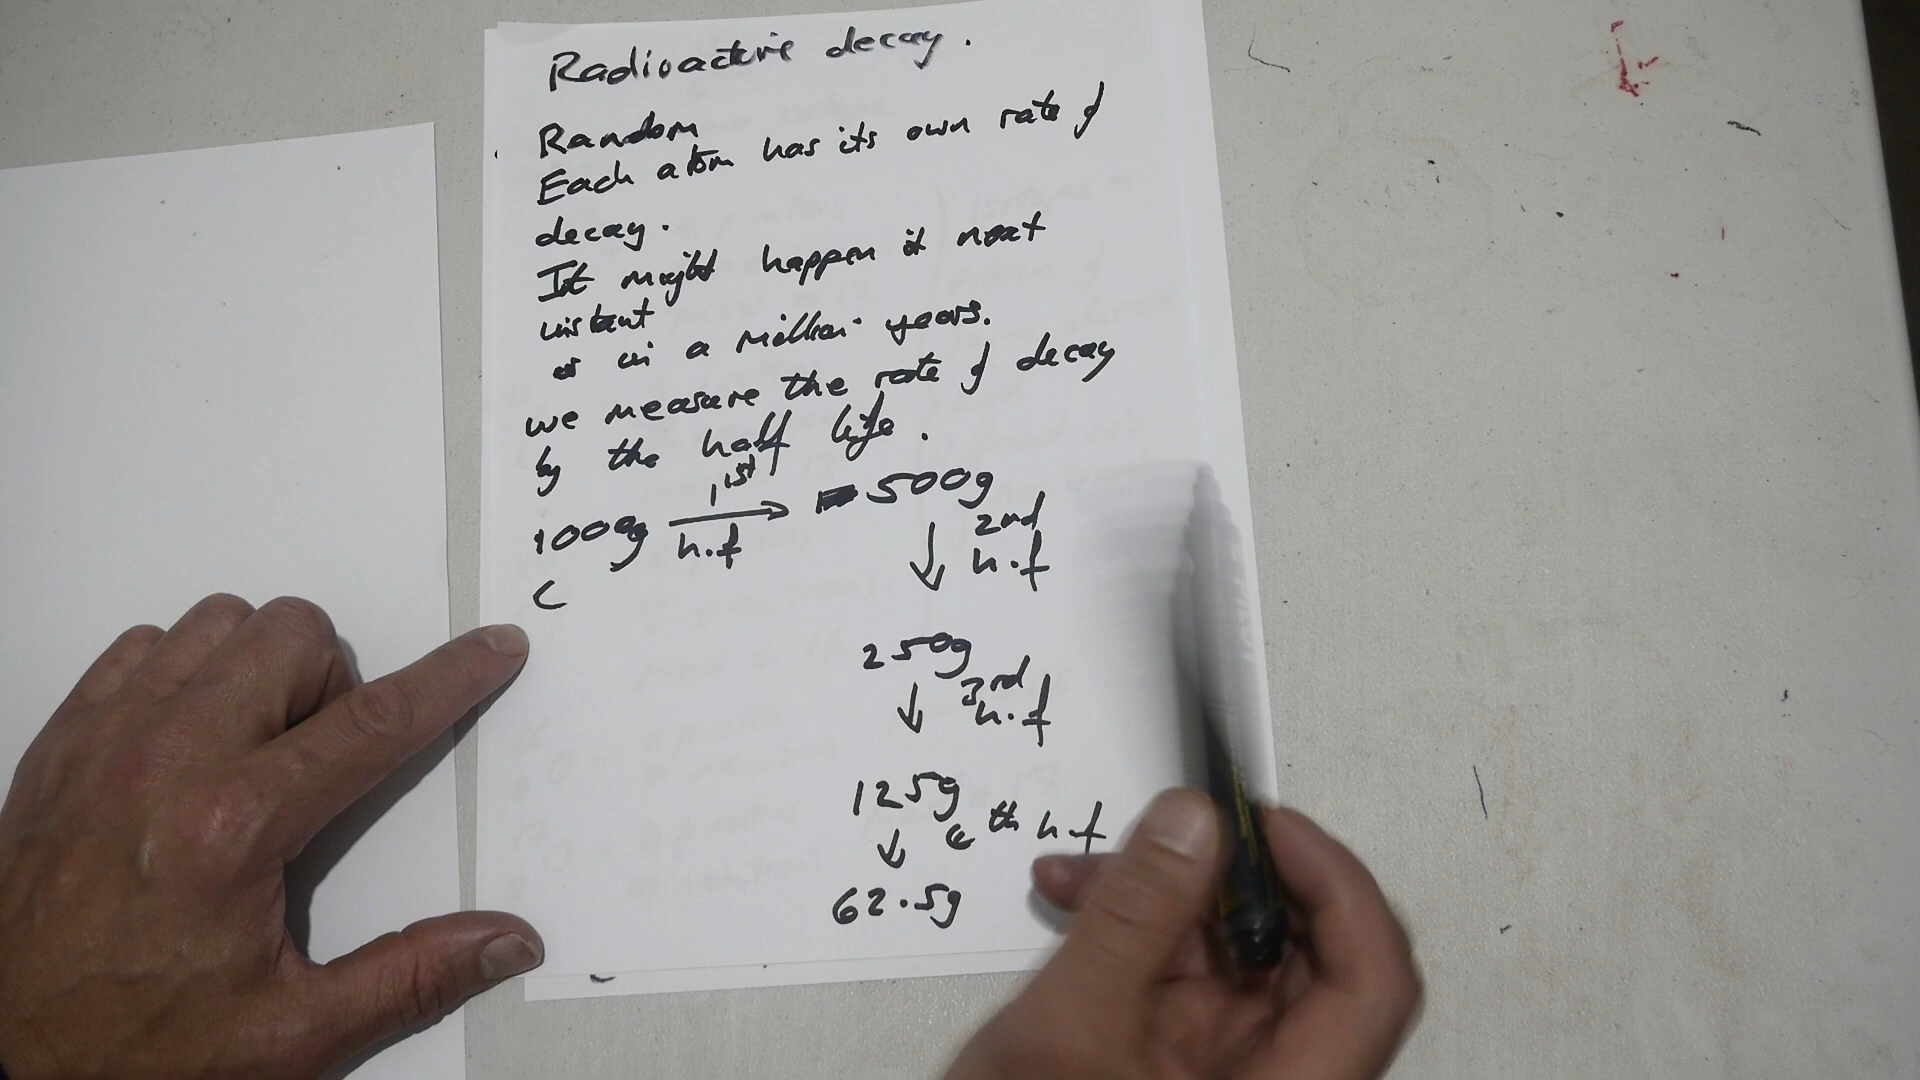 Radioactive decay.
Random
Each atom has its own rate of
decay.
It might happen it next
instant
or in a million years.
we measure the rate of decay
by the half life.
1000g 1st h.f 500g
C
2nd
h.f
250g
3rd
h.f
125g
th h.f
62.5g